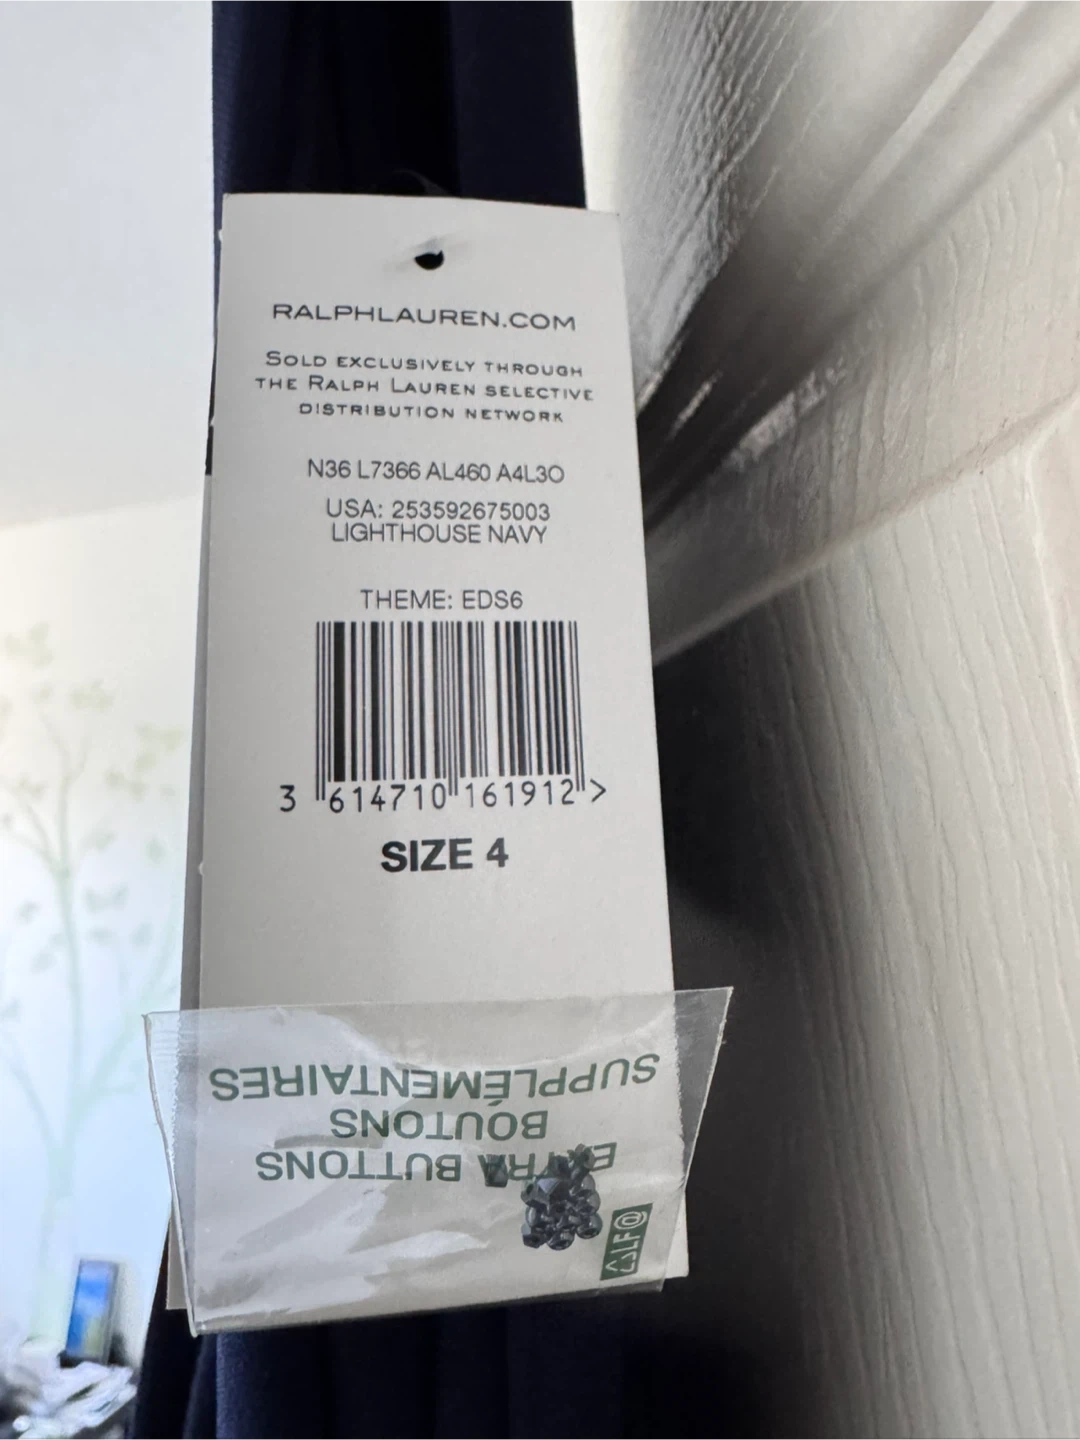 RALPHLAUREN.COM
SOLD EXCLUSIVELY THROUGH
THE RALPH LAUREN SELECTIVE
DISTRIBUTION NETWORK
N36 L7366 AL460 A4L3O
USA: 253592675003
LIGHTHOUSE NAVY
THEME: EDS6
3 614710 161912 >
SIZE 4
EXTRA BUTTONS
BOUTONS
SUPPLÉMENTAIRES